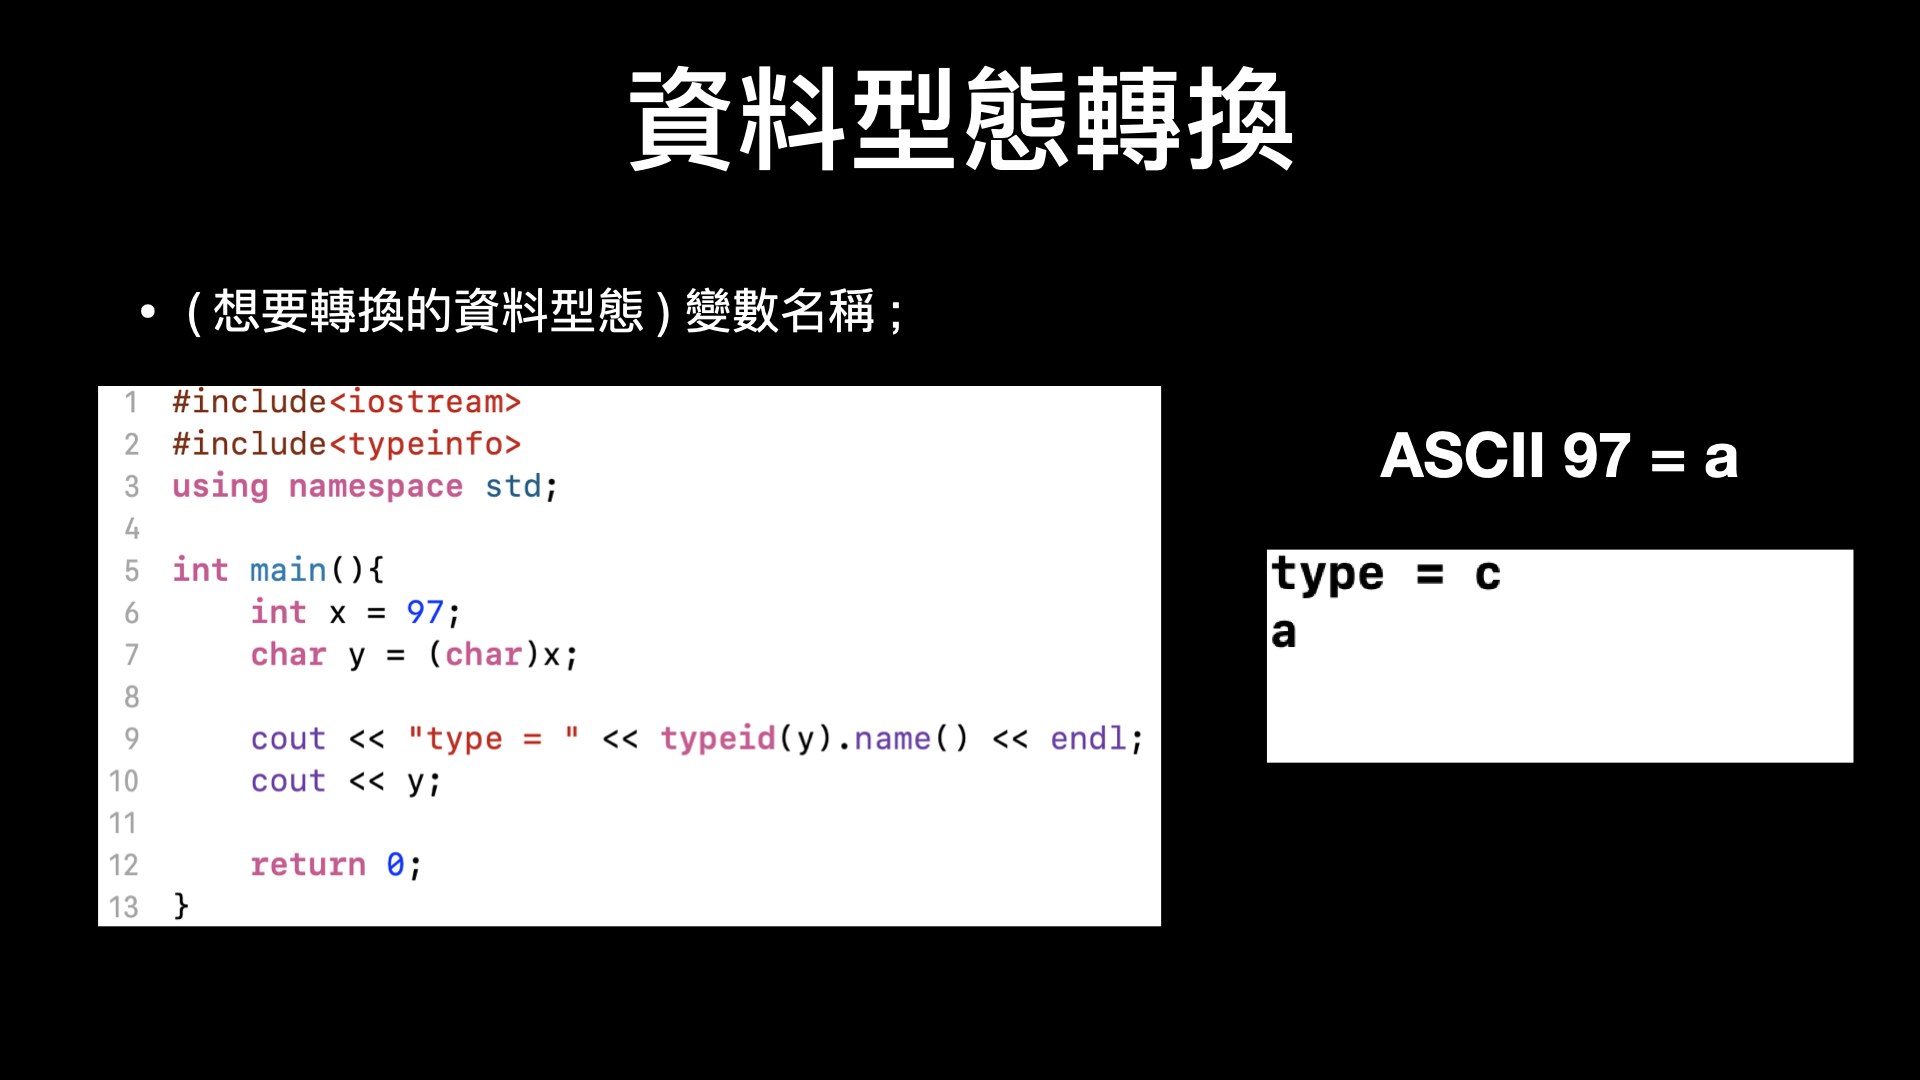 資料型態轉換
• ( 想要轉換的資料型態 ) 變數名稱 ;
1 #include<iostream>
2 #include<typeinfo>
3 using namespace std;
4
5 int main(){
6     int x = 97;
7     char y = (char)x;
8
9     cout << "type = " << typeid(y).name() << endl;
10     cout << y;
11
12     return 0;
13 }
ASCII 97 = a
type = c
a